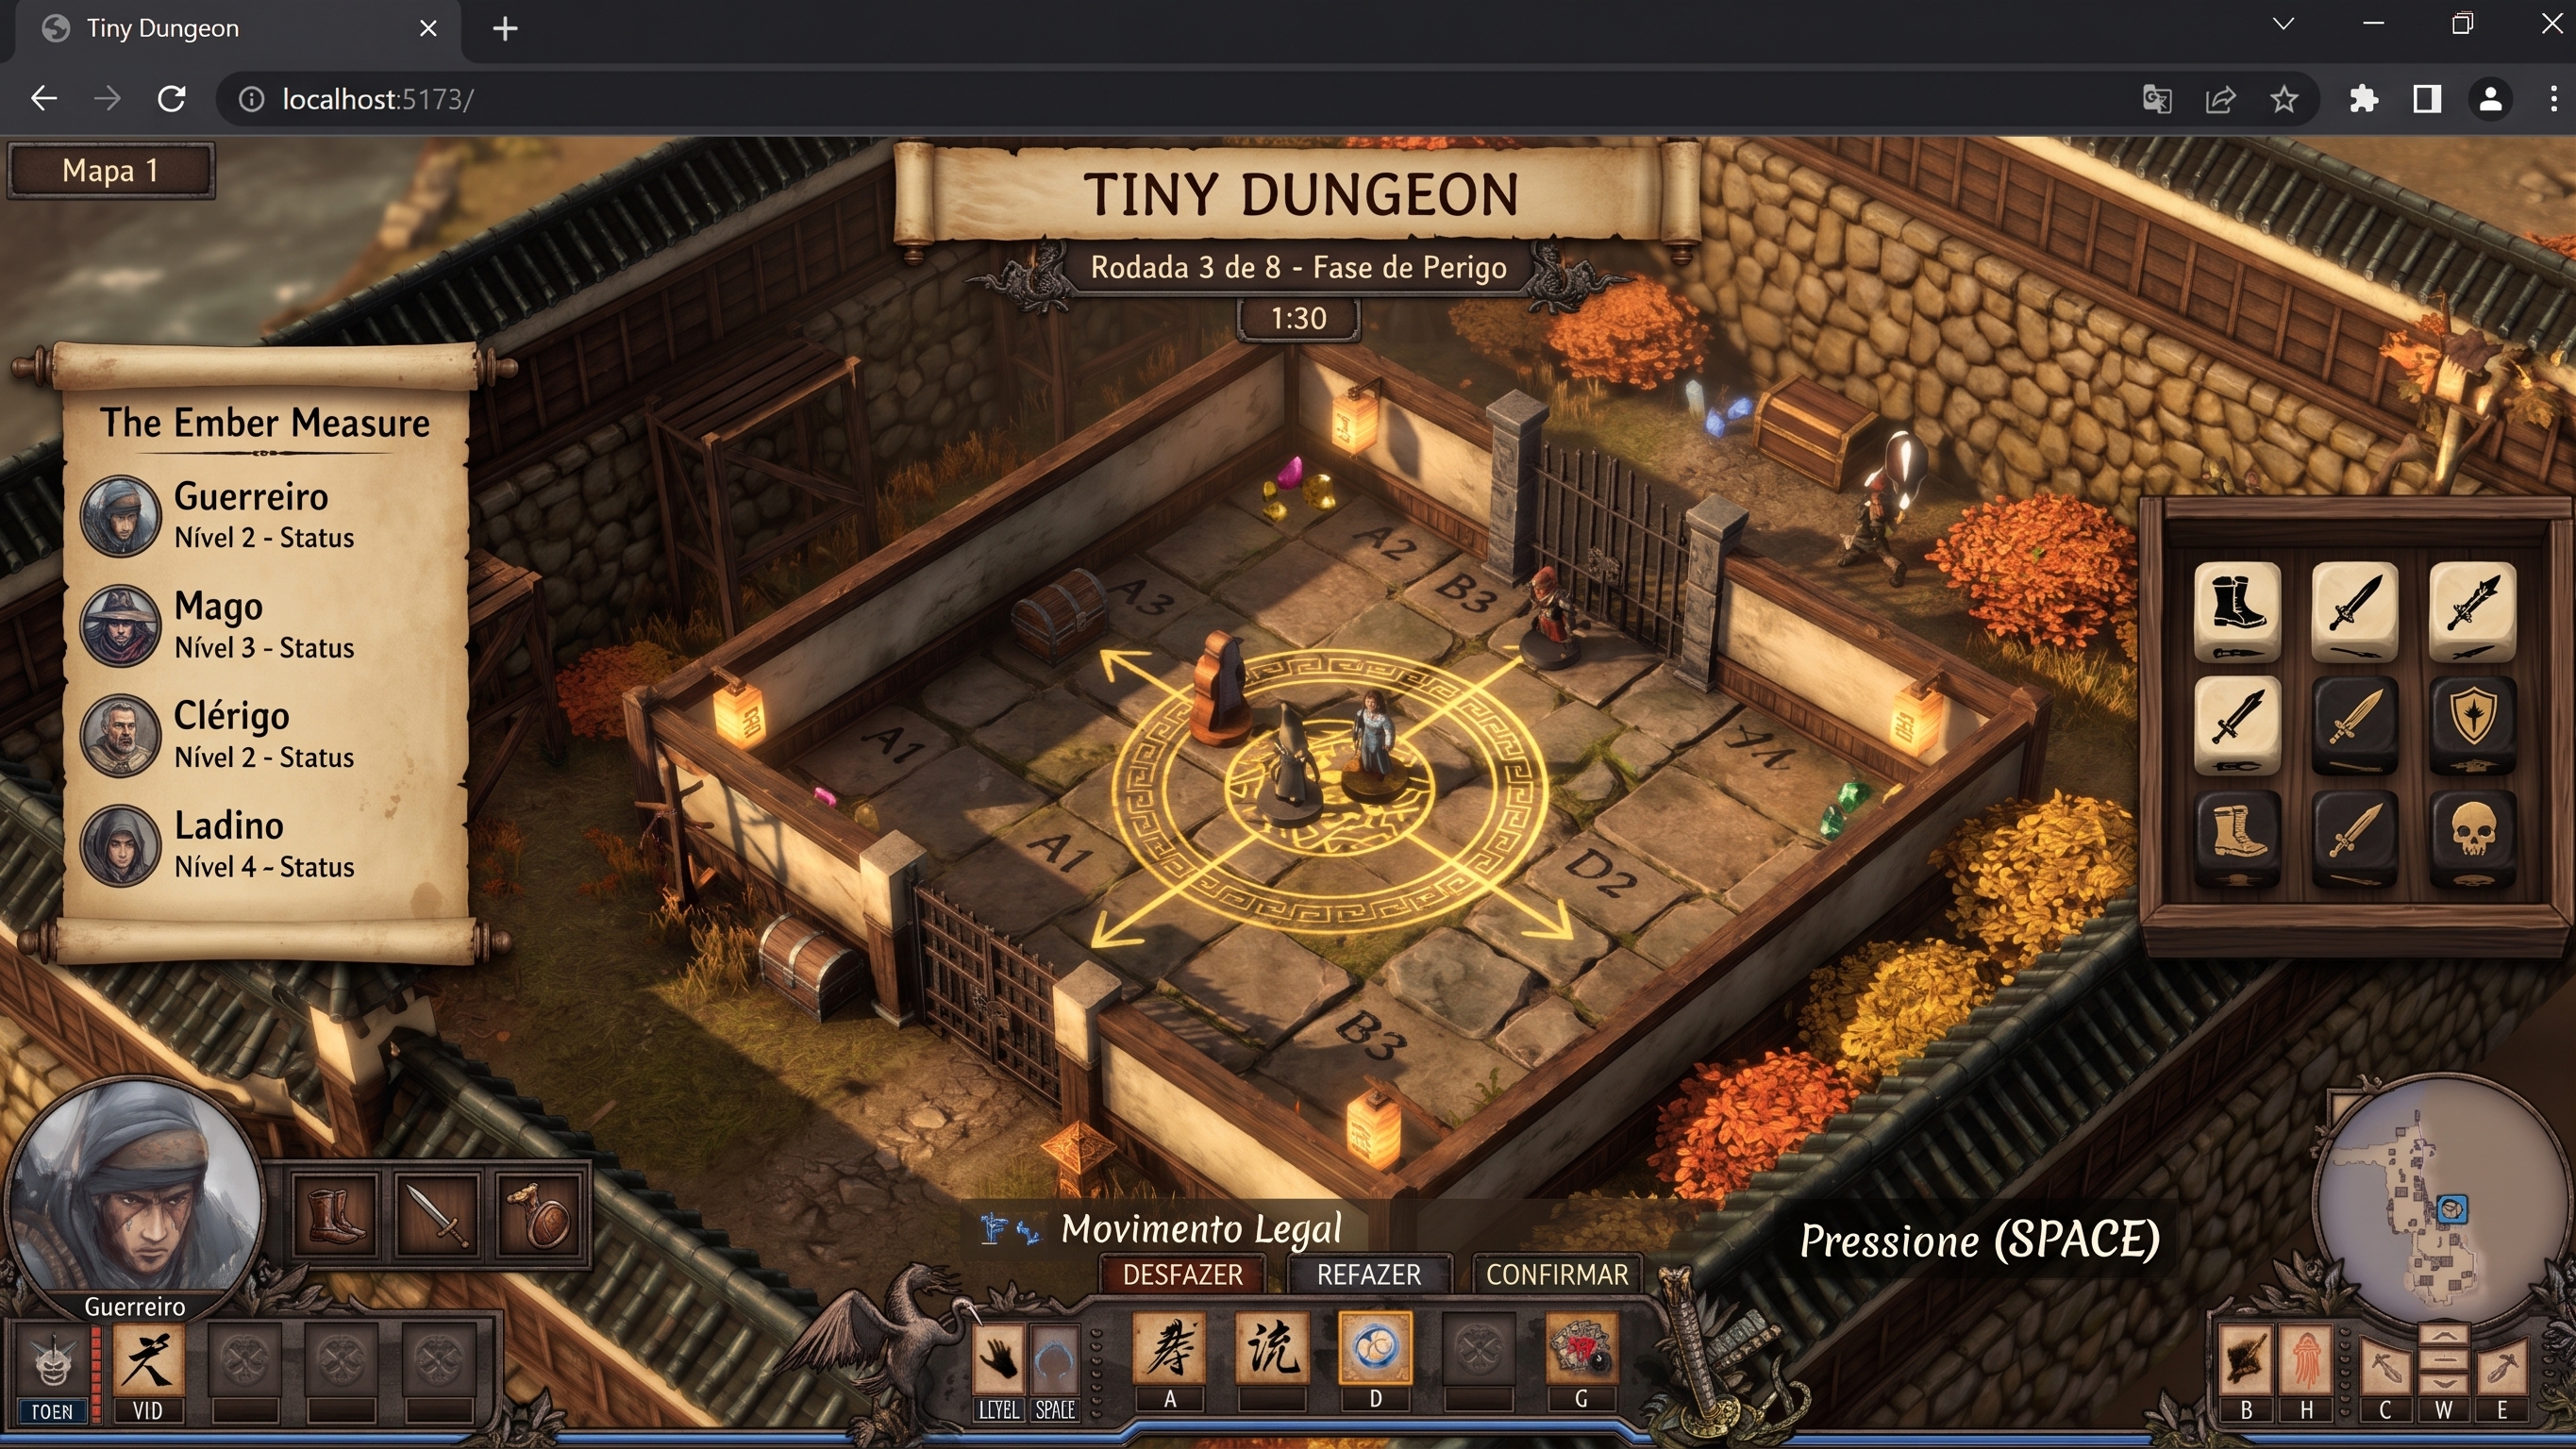 Tiny Dungeon
localhost:5173/
Mapa 1
TINY DUNGEON
Rodada 3 de 8 - Fase de Perigo
1:30
The Ember Measure
Guerreiro
Nível 2 - Status
Mago
Nível 3 - Status
Clérigo
Nível 2 - Status
Ladino
Nível 4 - Status
A2
A3
B3
A1
A1
D2
B3
Movimento Legal
Pressione (SPACE)
DESFAZER REFAZER CONFIRMAR
Guerreiro
TOEN VID
LEVEL SPACE A D G
B H C W E